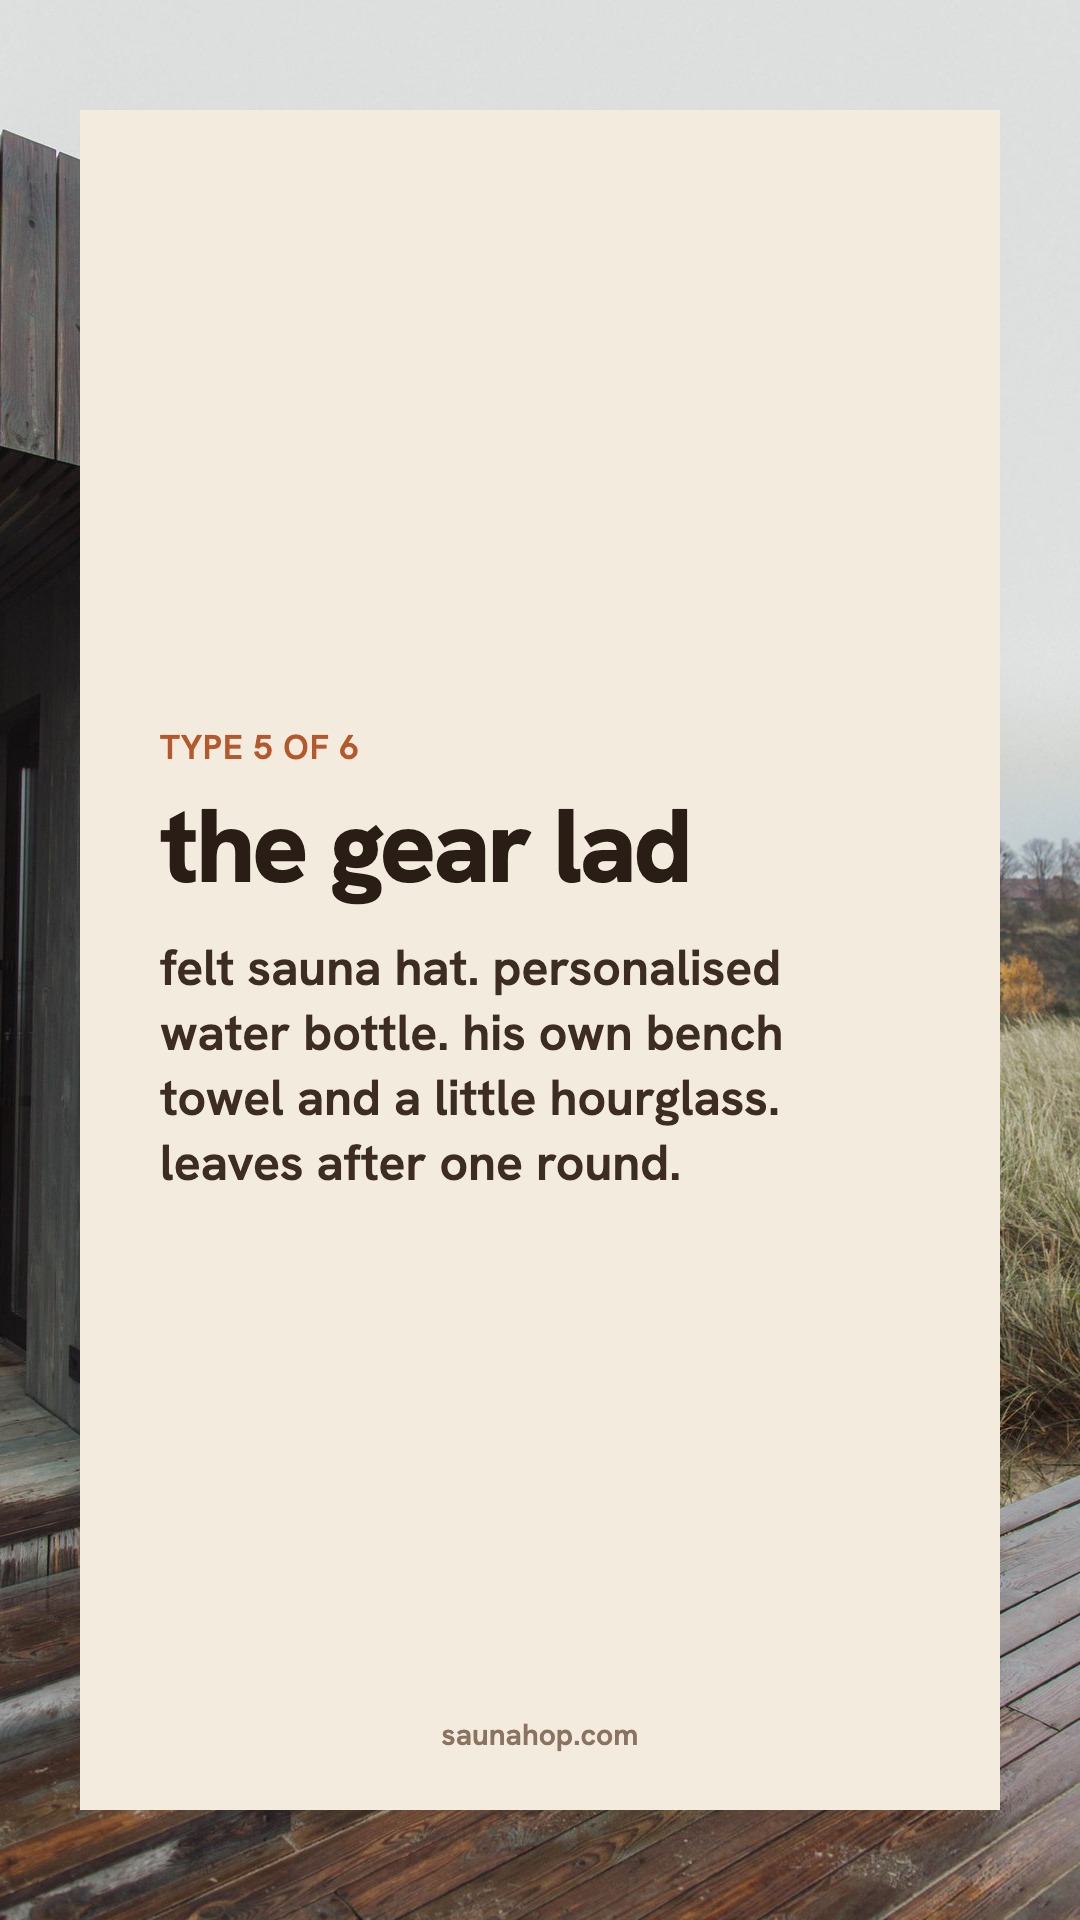 TYPE 5 OF 6
the gear lad
felt sauna hat. personalised
water bottle. his own bench
towel and a little hourglass.
leaves after one round.
saunahop.com